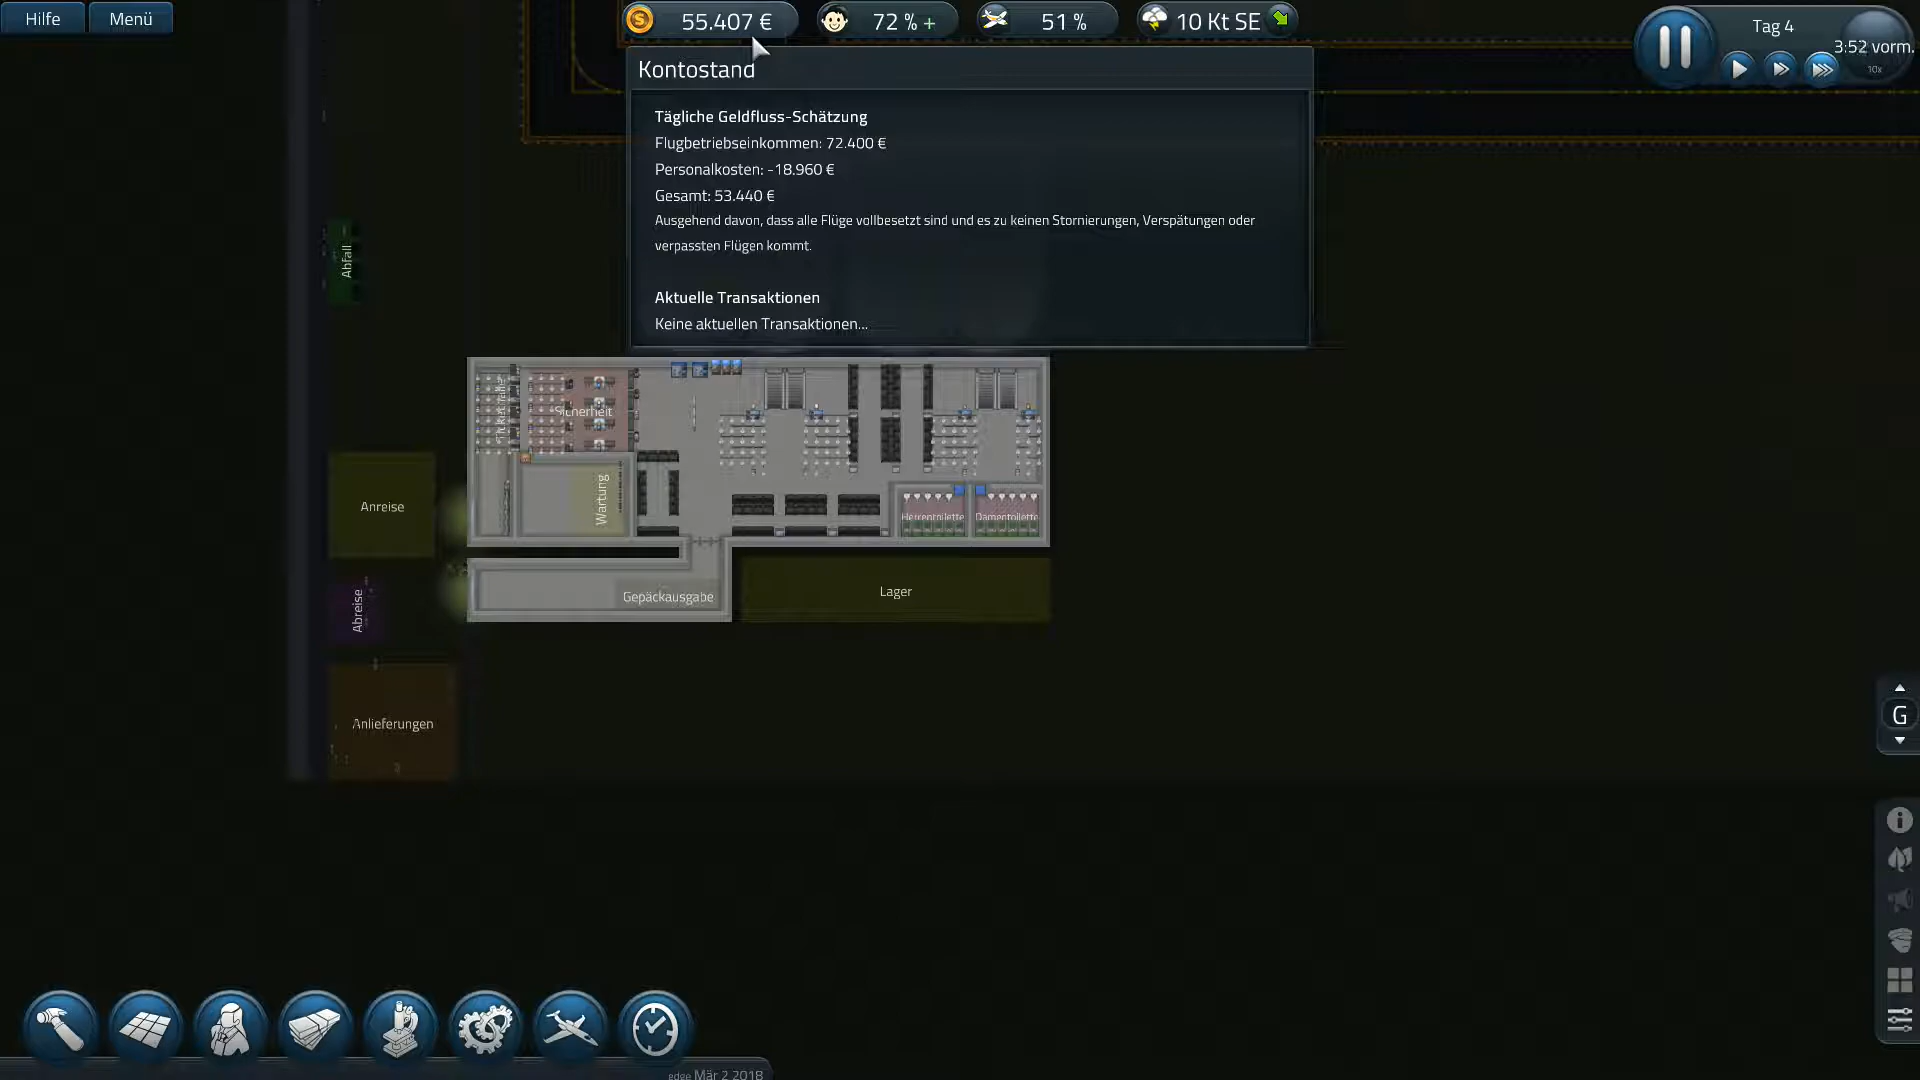 Hilfe
Menü
55.407 €
72 % +
51 %
10 Kt SE
Tag 4
3:52 vorm.
10x
Kontostand
Tägliche Geldfluss-Schätzung
Flugbetriebseinkommen: 72.400 €
Personalkosten: -18.960 €
Gesamt: 53.440 €
Ausgehend davon, dass alle Flüge vollbesetzt sind und es zu keinen Stornierungen, Verspätungen oder
verpassten Flügen kommt.
Aktuelle Transaktionen
Keine aktuellen Transaktionen...
Abfall
Sicherheit
Wartung
Anreise
Herrentoilette
Damentoilette
Abreise
Gepäckausgabe
Lager
Anlieferungen
G
edge Mär 2 2018